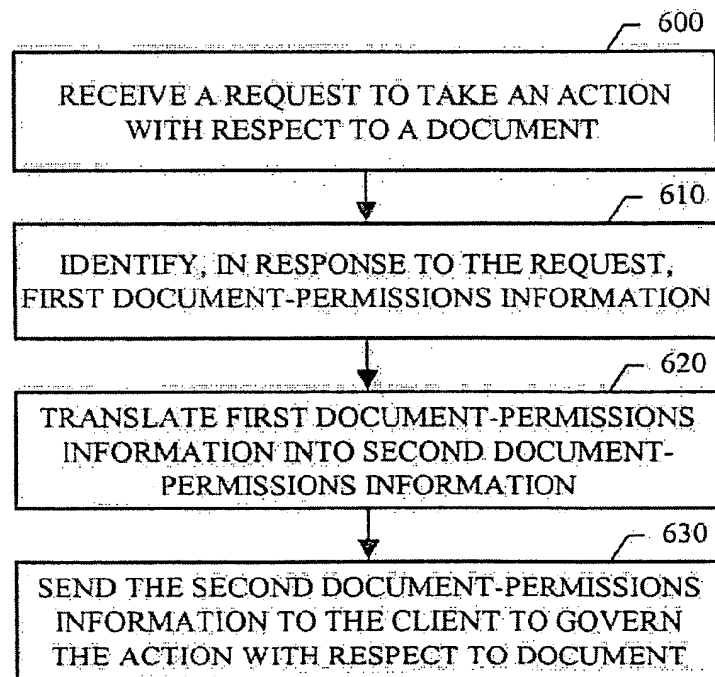 600
RECEIVE A REQUEST TO TAKE AN ACTION
WITH RESPECT TO A DOCUMENT
610
IDENTIFY, IN RESPONSE TO THE REQUEST,
FIRST DOCUMENT-PERMISSIONS INFORMATION
620
TRANSLATE FIRST DOCUMENT-PERMISSIONS
INFORMATION INTO SECOND DOCUMENT-
PERMISSIONS INFORMATION
630
SEND THE SECOND DOCUMENT-PERMISSIONS
INFORMATION TO THE CLIENT TO GOVERN
THE ACTION WITH RESPECT TO DOCUMENT